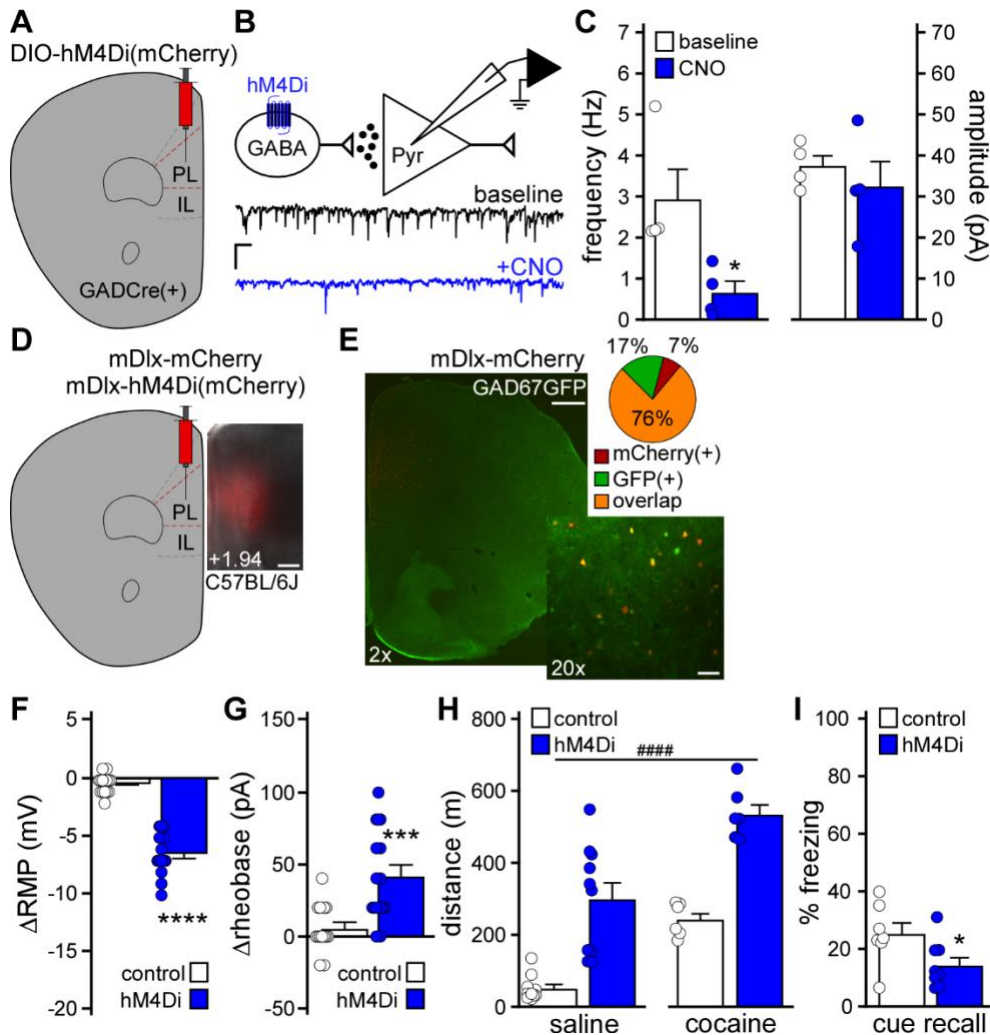 A
DIO-hM4Di(mCherry)
PL
IL
GADCre(+)
B
hM4Di
GABA
Pyr
baseline
+CNO
C
baseline
CNO
frequency (Hz)
7
6
5
4
3
2
1
0
*
amplitude (pA)
70
60
50
40
30
20
10
0
D
mDlx-mCherry
mDlx-hM4Di(mCherry)
PL
IL
+1.94
C57BL/6J
E
mDlx-mCherry
GAD67GFP
2x
20x
17%
7%
76%
mCherry(+)
GFP(+)
overlap
F
ΔRMP (mV)
5
0
-5
-10
-15
-20
****
control
hM4Di
G
Δrheobase (pA)
150
100
50
0
-50
***
control
hM4Di
H
distance (m)
800
600
400
200
0
control
hM4Di
####
saline
cocaine
I
% freezing
100
80
60
40
20
0
control
hM4Di
*
cue recall